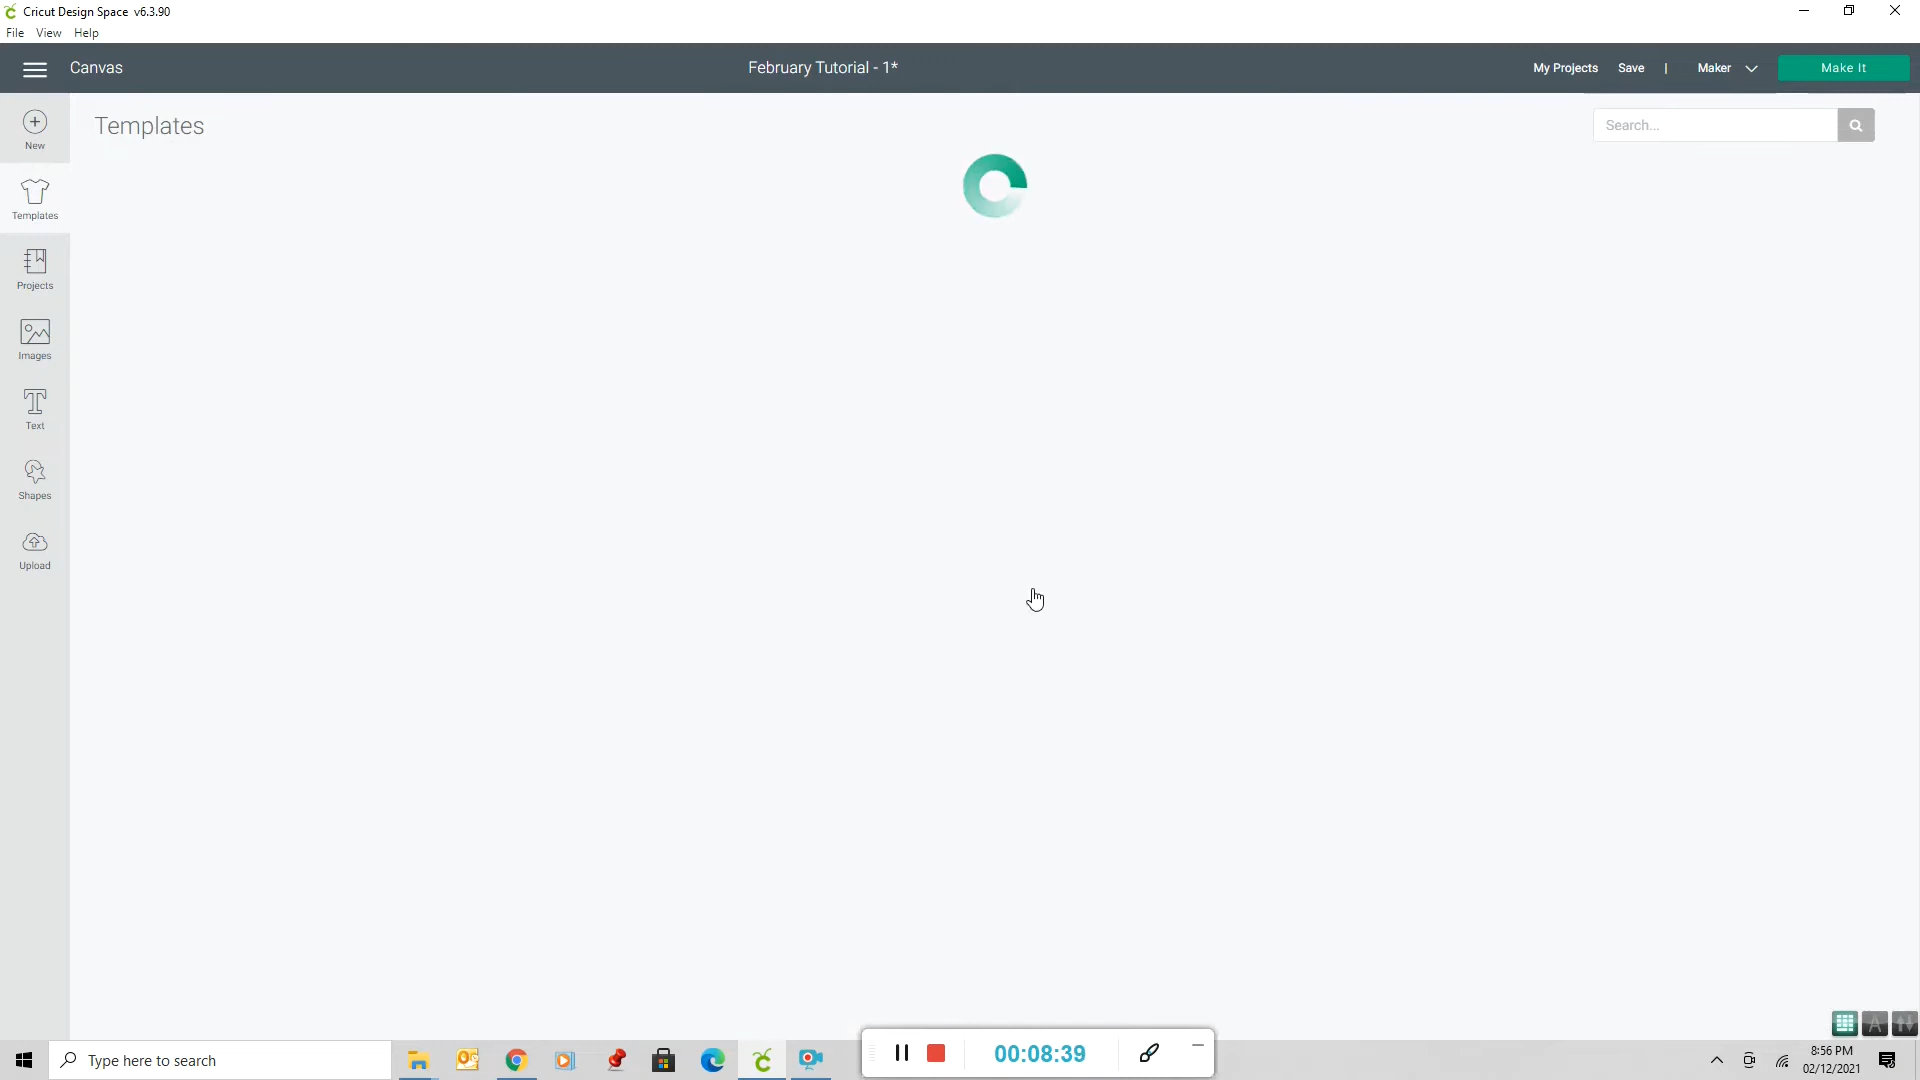 Cricut Design Space v6.3.90
File View Help
Canvas
February Tutorial - 1*
My Projects Save | Maker Make It
New
Templates
Projects
Images
Text
Shapes
Upload
Templates
Search...
Type here to search
00:08:39
8:56 PM
02/12/2021